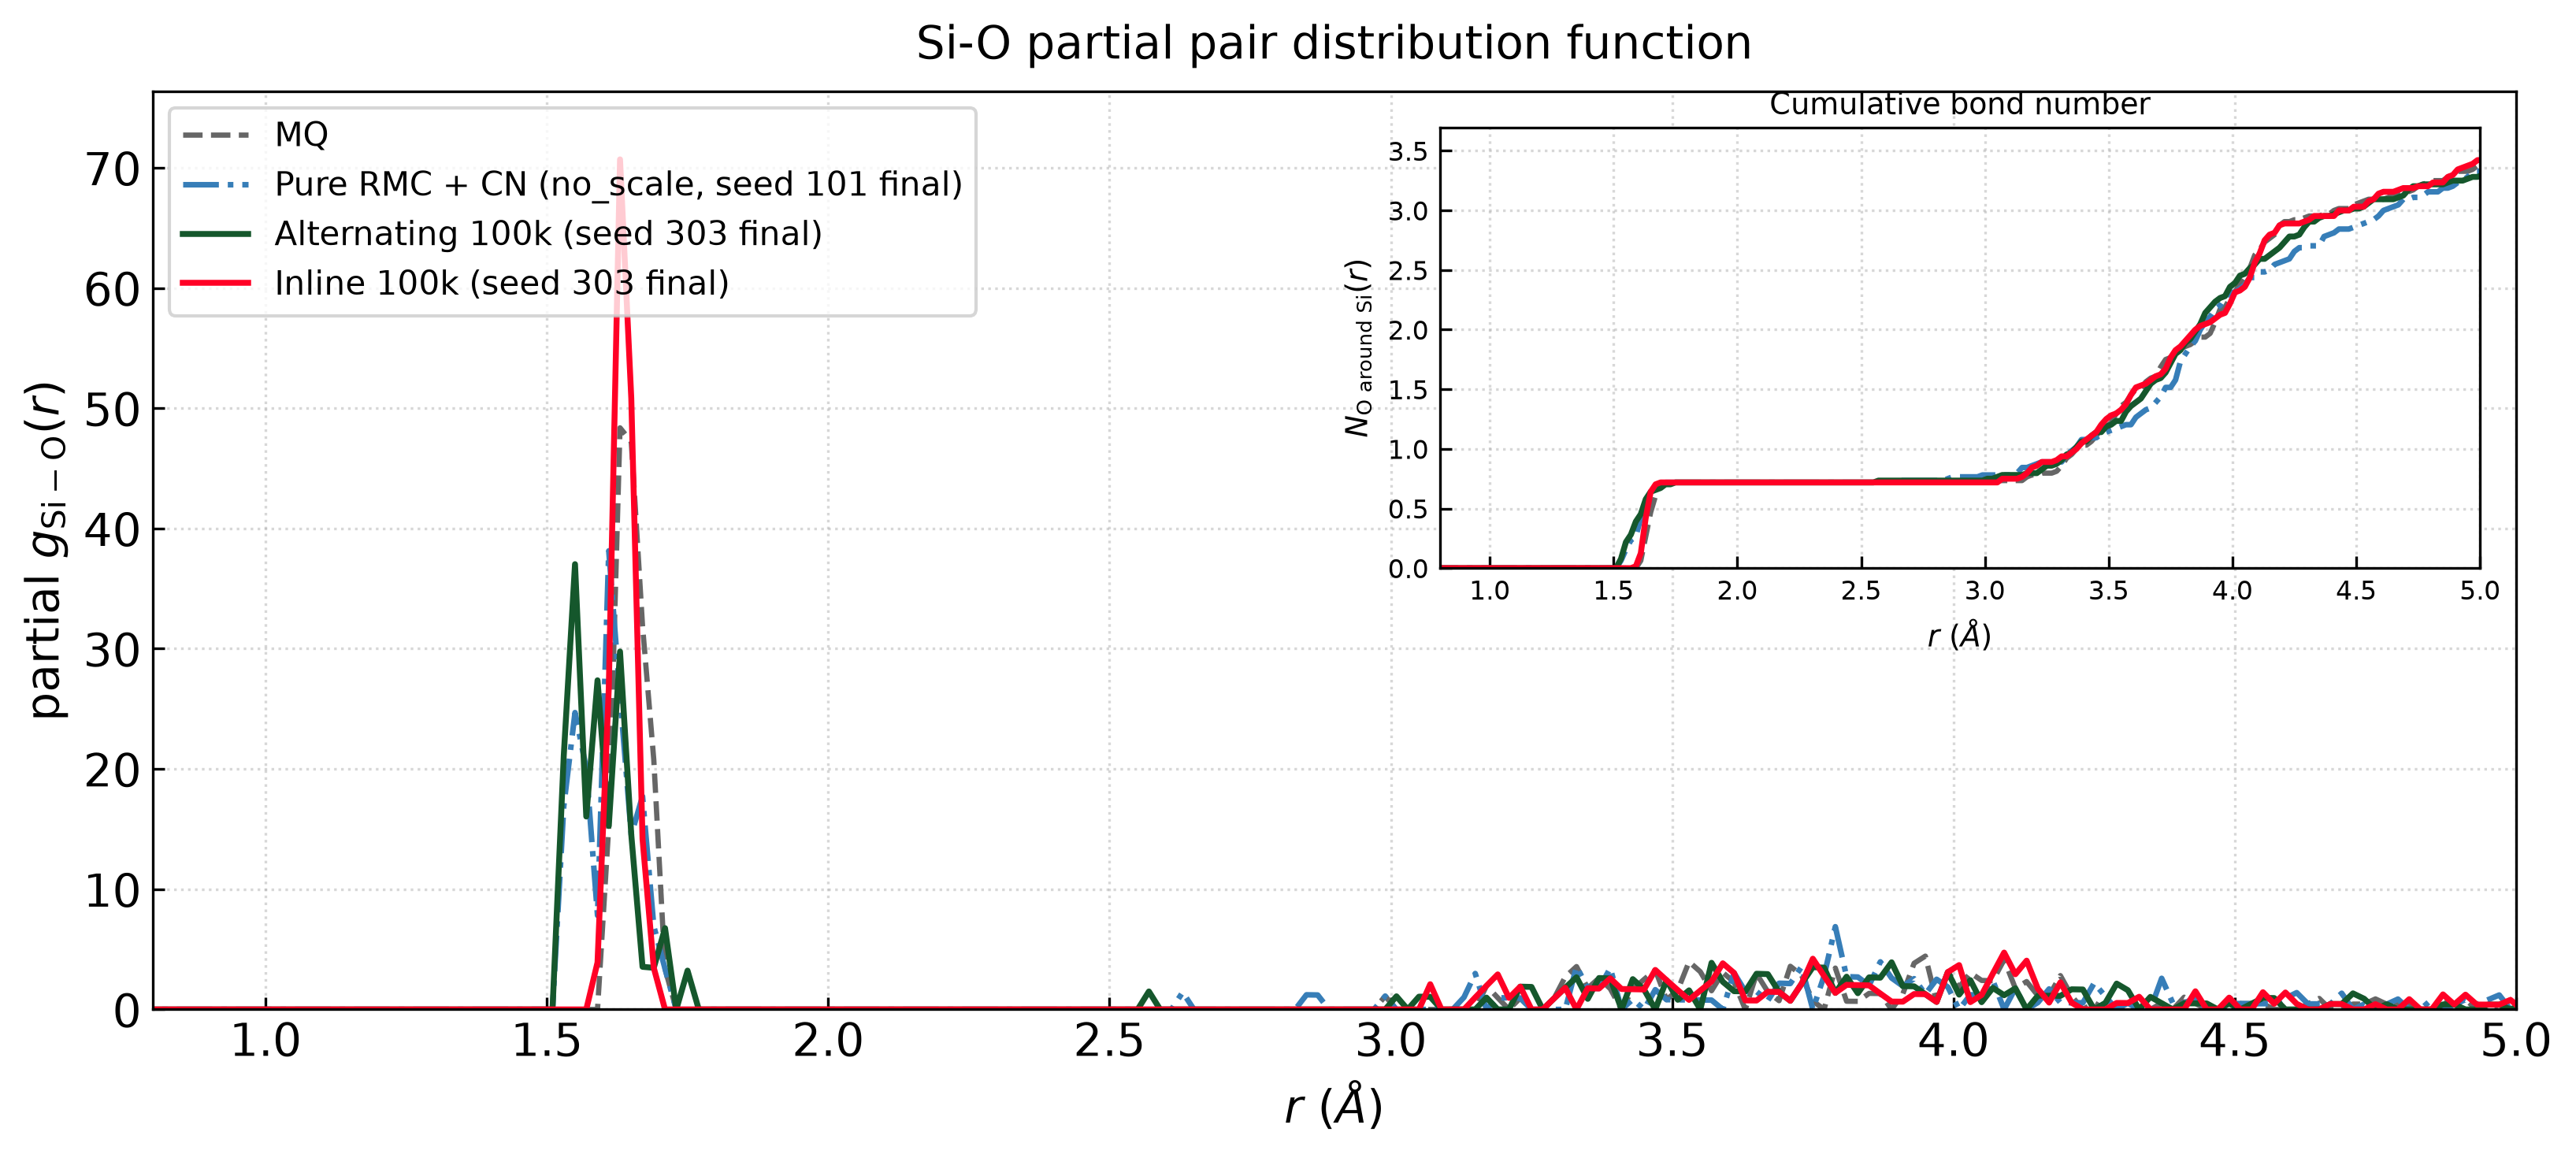 Si-O partial pair distribution function
MQ
Pure RMC + CN (no_scale, seed 101 final)
Alternating 100k (seed 303 final)
Inline 100k (seed 303 final)
partial g_{Si−O}(r)
70
60
50
40
30
20
10
0
1.0 1.5 2.0 2.5 3.0 3.5 4.0 4.5 5.0
r (Å)
Cumulative bond number
N_{O around Si}(r)
3.5
3.0
2.5
2.0
1.5
1.0
0.5
0.0
1.0 1.5 2.0 2.5 3.0 3.5 4.0 4.5 5.0
r (Å)